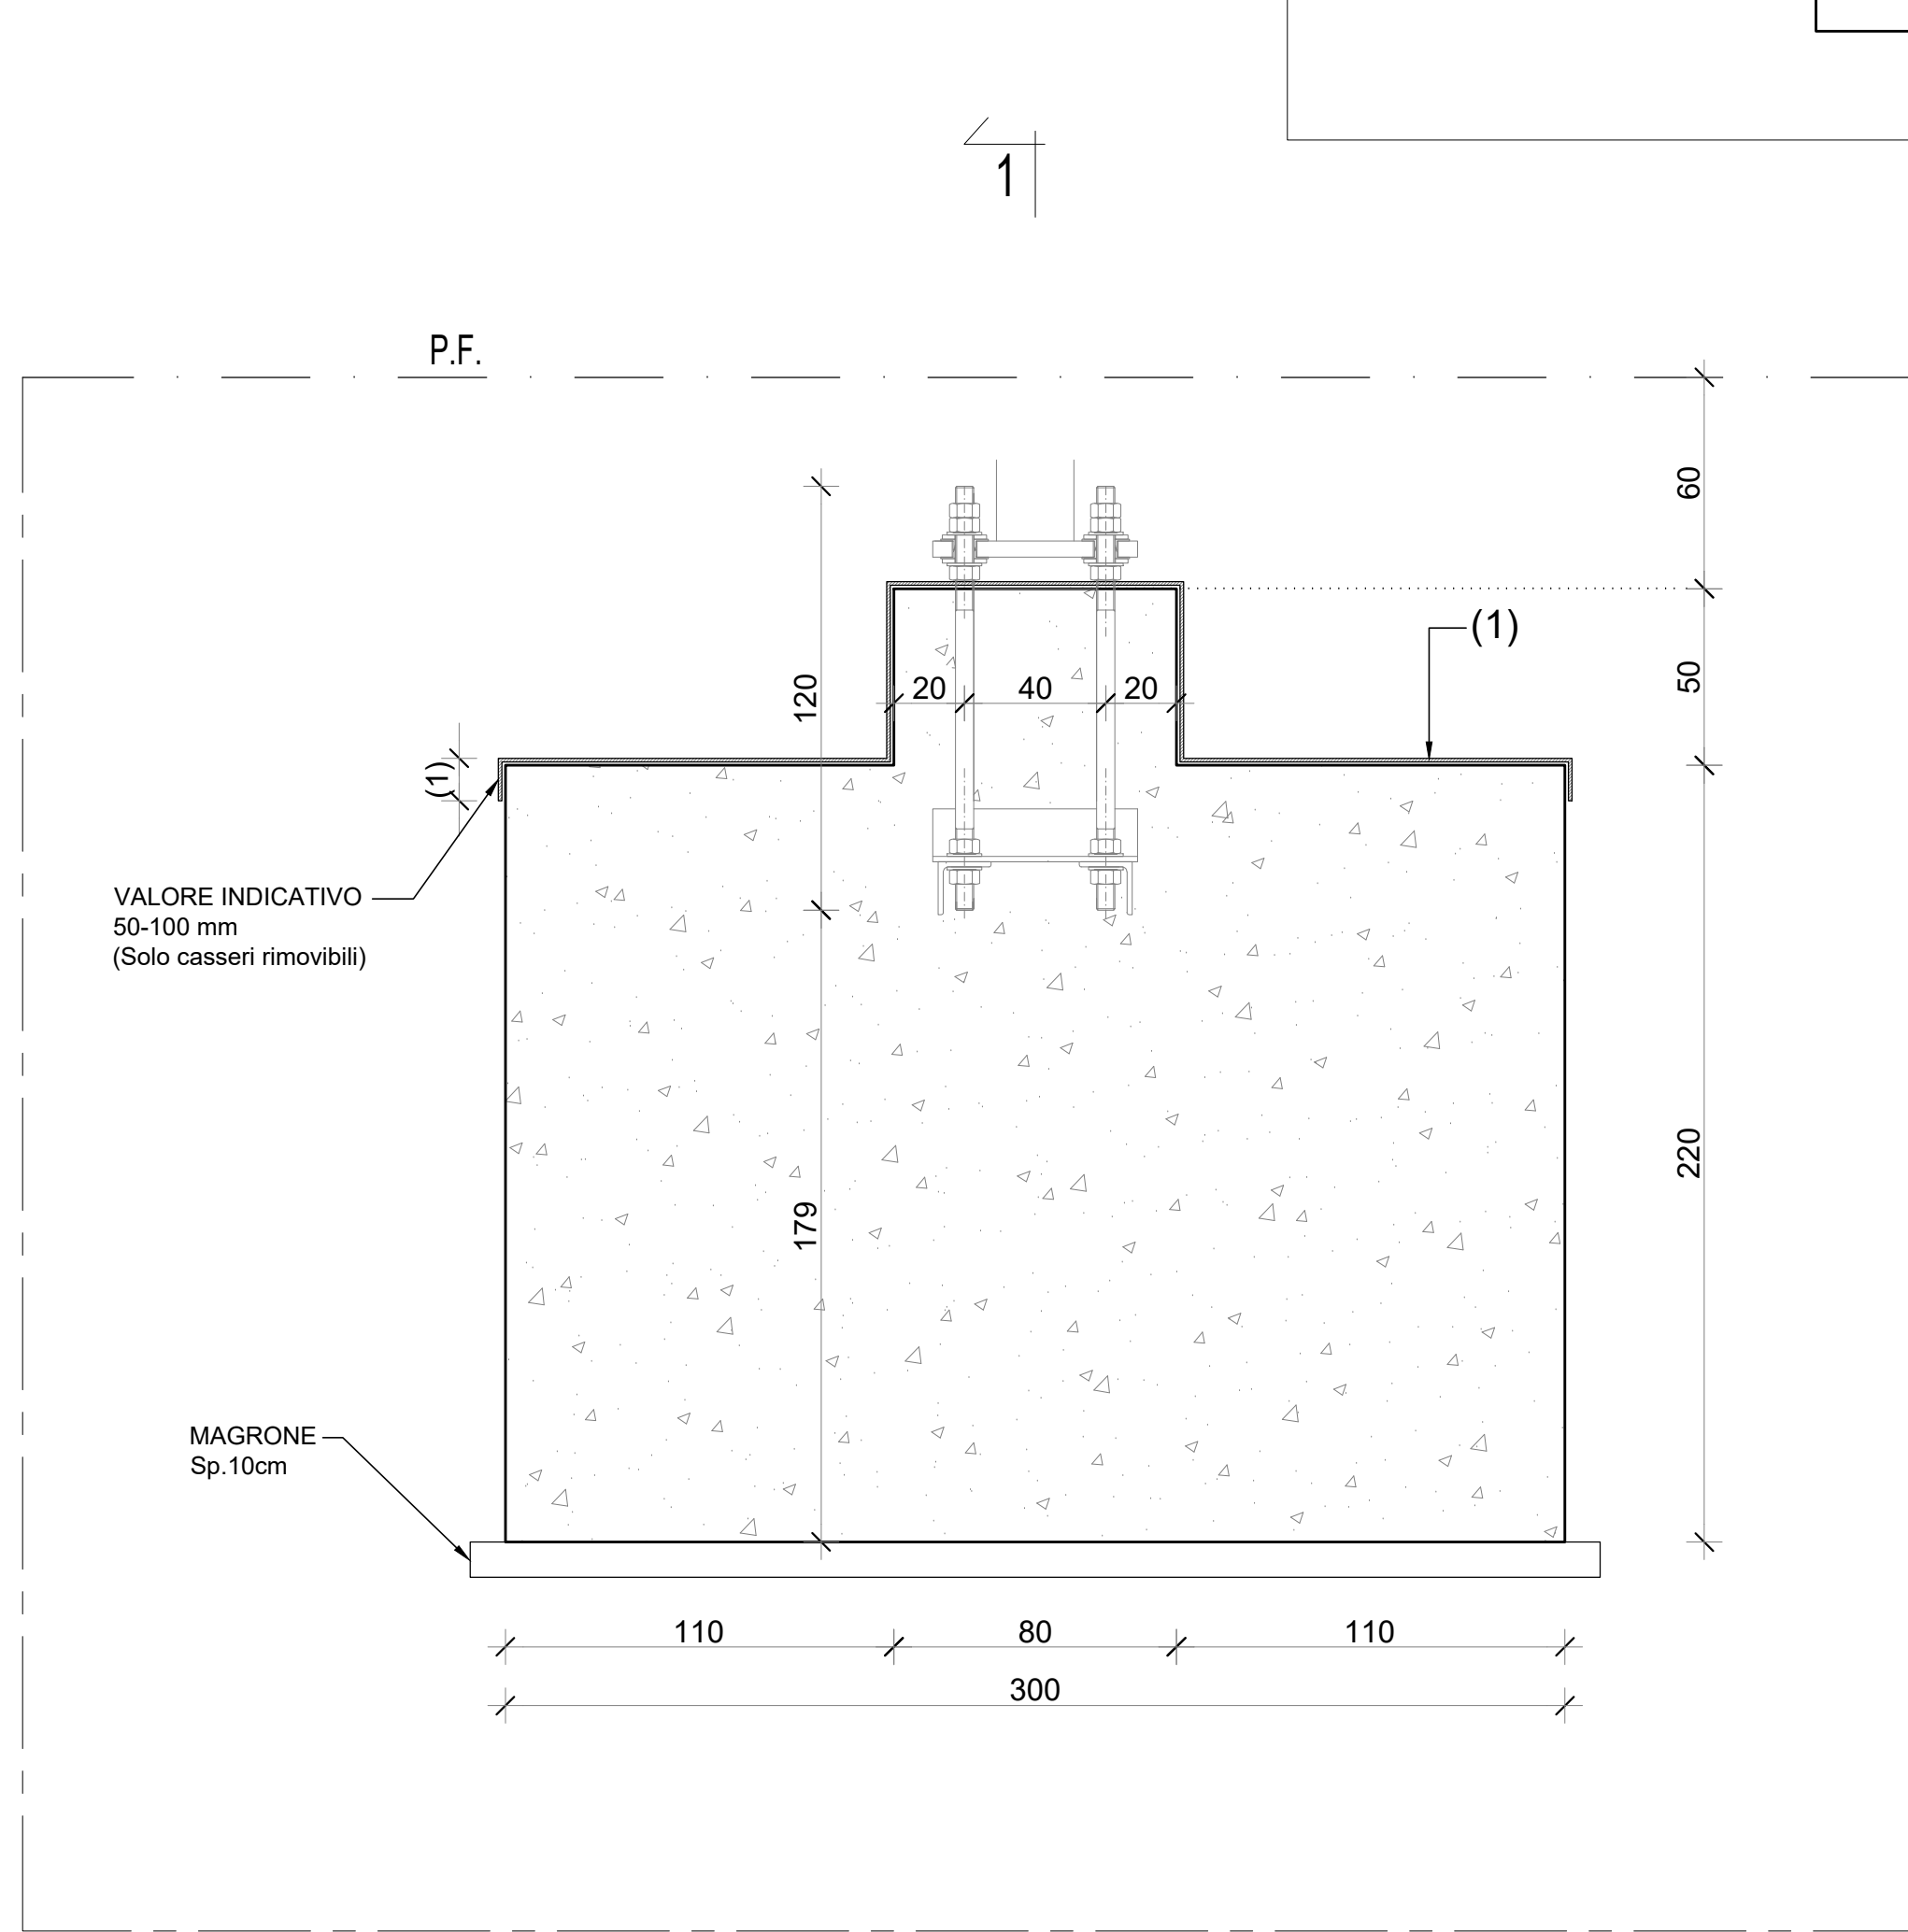 1
P.F.
60
(1)
50
120
20
40
20
(1)
VALORE INDICATIVO
50-100 mm
(Solo casseri rimovibili)
220
179
MAGRONE
Sp.10cm
110
80
110
300